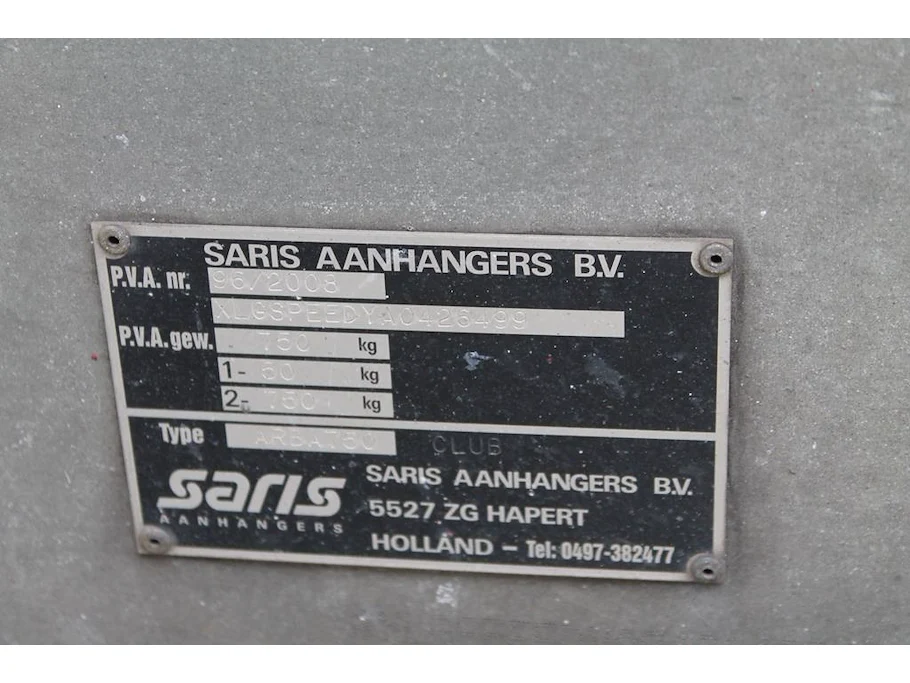 SARIS AANHANGERS B.V.
P.V.A. nr. 96/2008
XLGSPEEDYA0426499
P.V.A. gew. 750 kg
1- 50 kg
2- 750 kg
Type ARBA750 CLUB
saris SARIS AANHANGERS B.V.
AANHANGERS 5527 ZG HAPERT
HOLLAND – Tel: 0497-382477